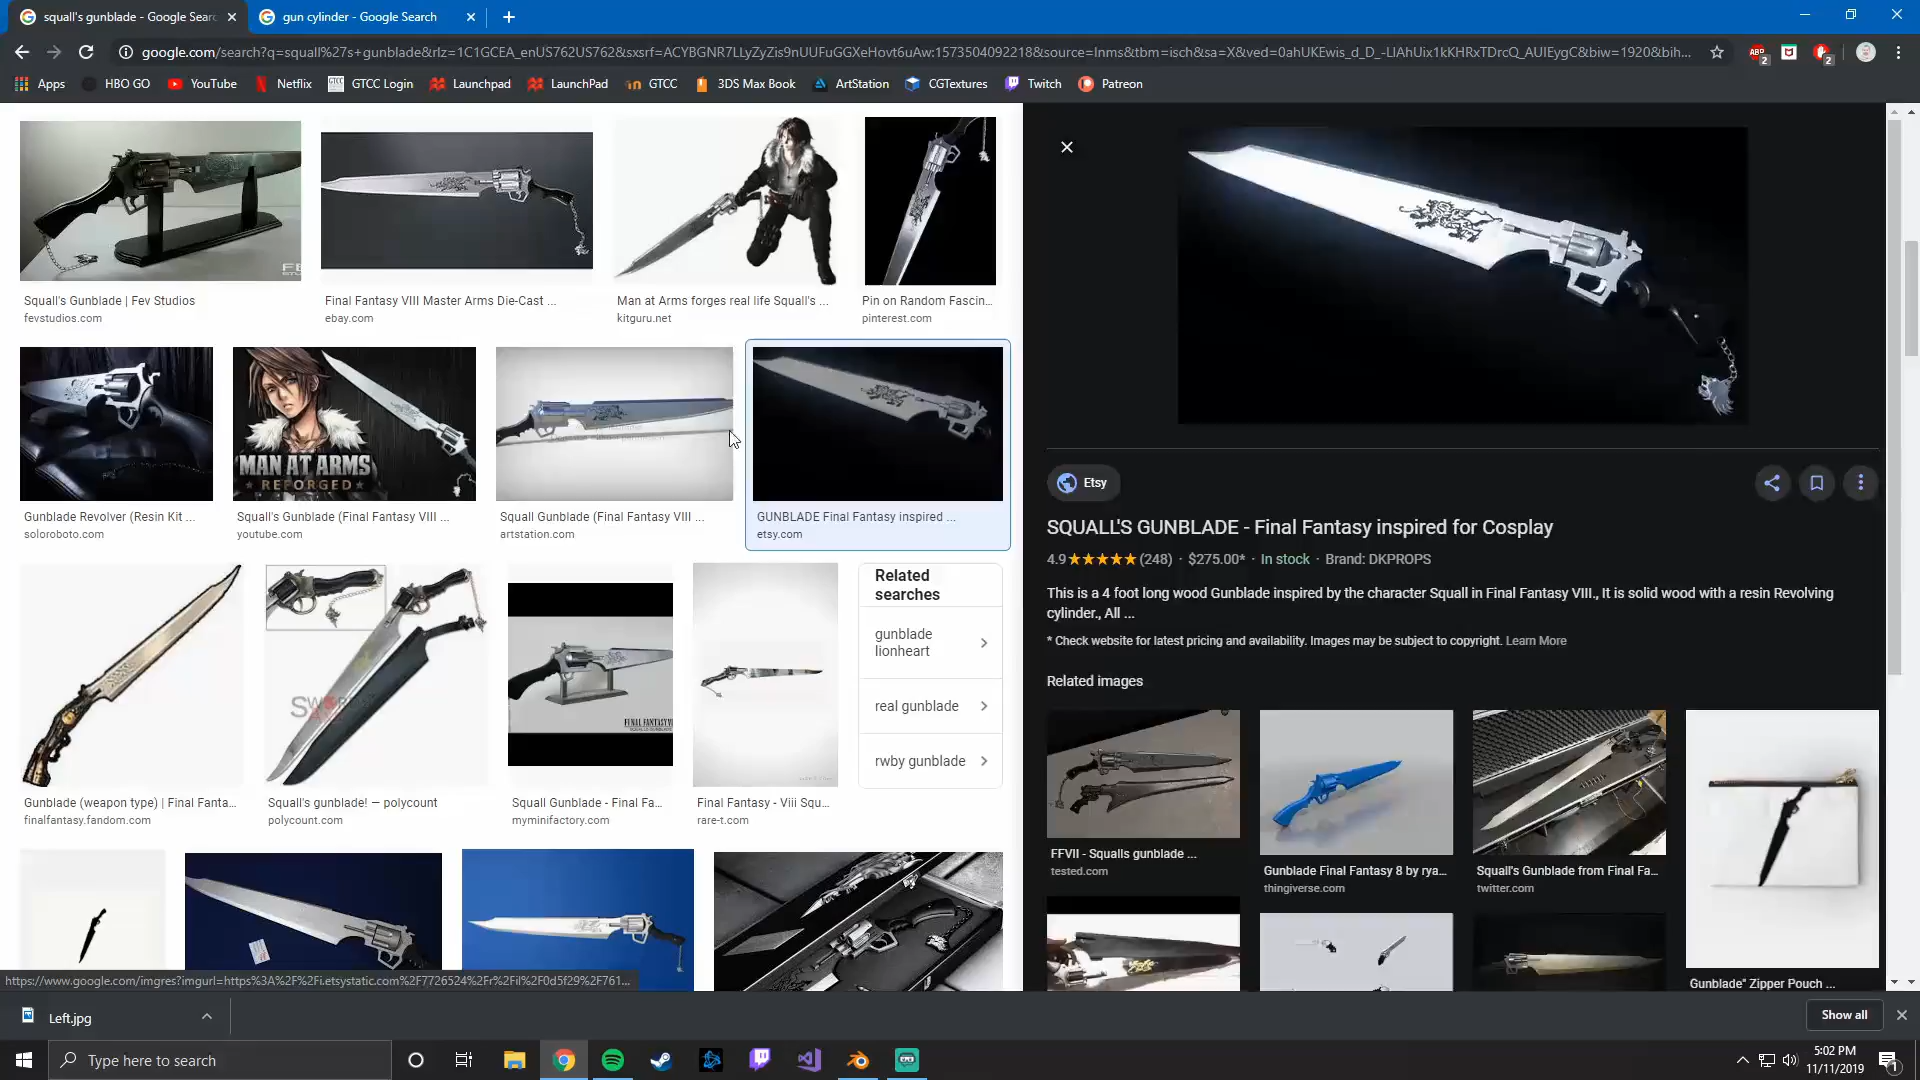 squall's gunblade - Google Sear
gun cylinder - Google Search
google.com/search?q=squall%27s+gunblade&rlz=1C1GCEA_enUS762US762&sxsrf=ACYBGNR7LLyZyZis9nUUFuGGXeHovt6uAw:1573504092218&source=lnms&tbm=isch&sa=X&ved=0ahUKEwis_d_D_-LlAhUix1kKHRxTDrcQ_AUIEygC&biw=1920&bih...
Apps HBO GO YouTube Netflix GTCC Login Launchpad LaunchPad GTCC 3DS Max Book ArtStation CGTextures Twitch Patreon
Squall's Gunblade | Fev Studios
fevstudios.com
Final Fantasy VIII Master Arms Die-Cast ...
ebay.com
Man at Arms forges real life Squall's ...
kitguru.net
Pin on Random Fascin...
pinterest.com
MAN AT ARMS
REFORGED
Gunblade Revolver (Resin Kit ...
soloroboto.com
Squall's Gunblade (Final Fantasy VIII ...
youtube.com
Squall Gunblade (Final Fantasy VIII ...
artstation.com
GUNBLADE Final Fantasy inspired ...
etsy.com
Gunblade (weapon type) | Final Fanta...
finalfantasy.fandom.com
Squall's gunblade! — polycount
polycount.com
Squall Gunblade - Final Fa...
myminifactory.com
Final Fantasy - Viii Squ...
rare-t.com
Related
searches
gunblade
lionheart
real gunblade
rwby gunblade
Etsy
SQUALL'S GUNBLADE - Final Fantasy inspired for Cosplay
4.9★★★★★(248) · $275.00* · In stock · Brand: DKPROPS
This is a 4 foot long wood Gunblade inspired by the character Squall in Final Fantasy VIII., It is solid wood with a resin Revolving
cylinder., All ...
* Check website for latest pricing and availability. Images may be subject to copyright. Learn More
Related images
FFVII - Squalls gunblade ...
tested.com
Gunblade Final Fantasy 8 by rya...
thingiverse.com
Squall's Gunblade from Final Fa...
twitter.com
Gunblade" Zipper Pouch ...
https://www.google.com/imgres?imgurl=https%3A%2F%2Fi.etsystatic.com%2F7726524%2Fr%2Fil%2F0d5f29%2F761...
Left.jpg
Show all
Type here to search
5:02 PM
11/11/2019